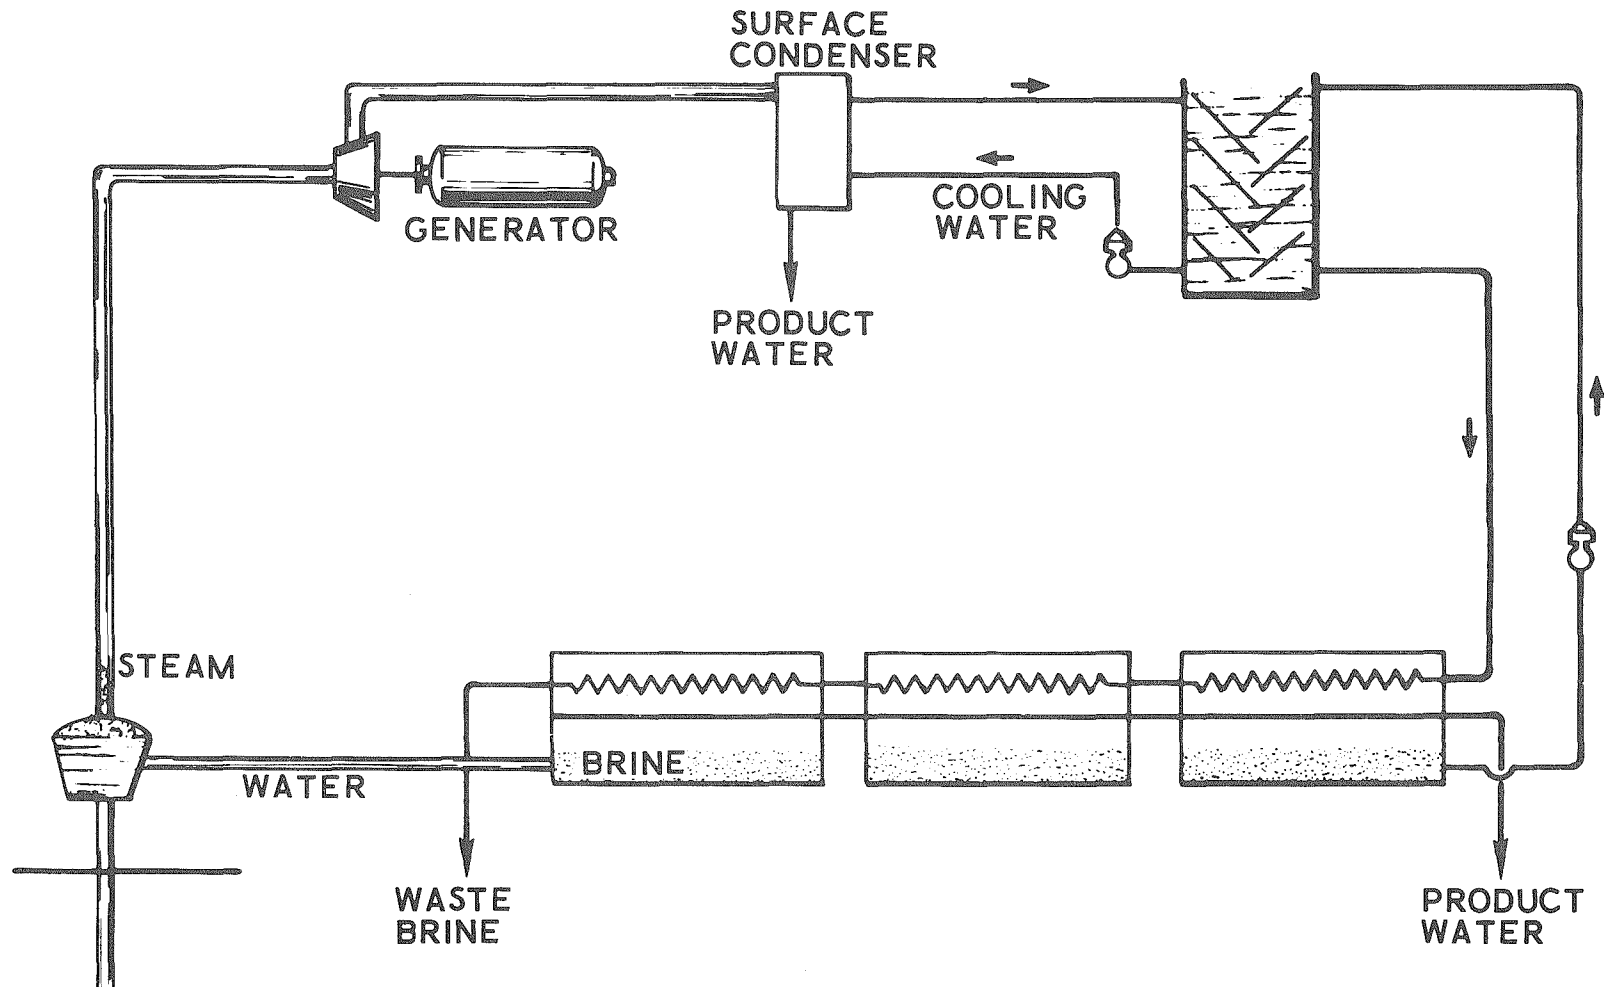 SURFACE
CONDENSER
GENERATOR
COOLING
WATER
PRODUCT
WATER
STEAM
BRINE
WATER
WASTE
BRINE
PRODUCT
WATER